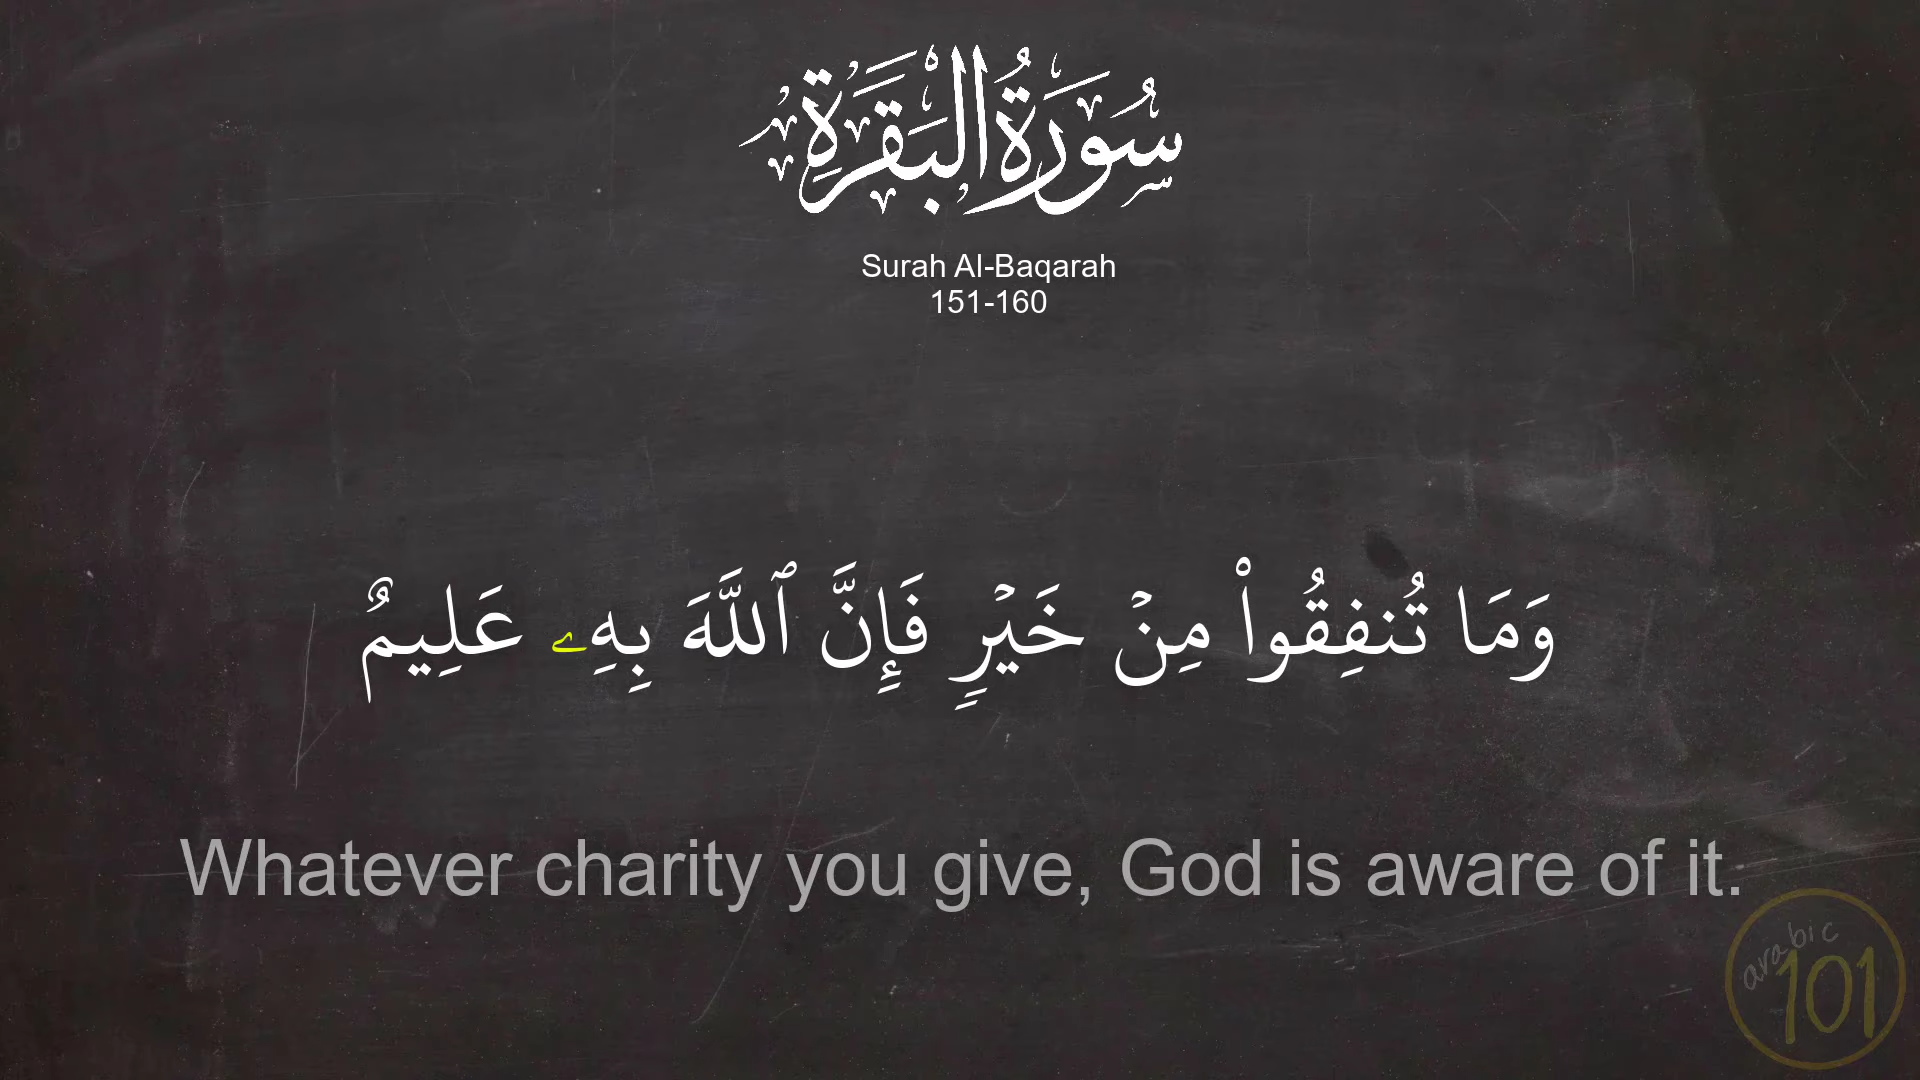 سُورَةُ الْبَقَرَةِ
Surah Al-Baqarah
151-160
وَمَا تُنفِقُوا۟ مِنْ خَيْرٍ فَإِنَّ ٱللَّهَ بِهِۦ عَلِيمٌ
Whatever charity you give, God is aware of it.
arabic
101